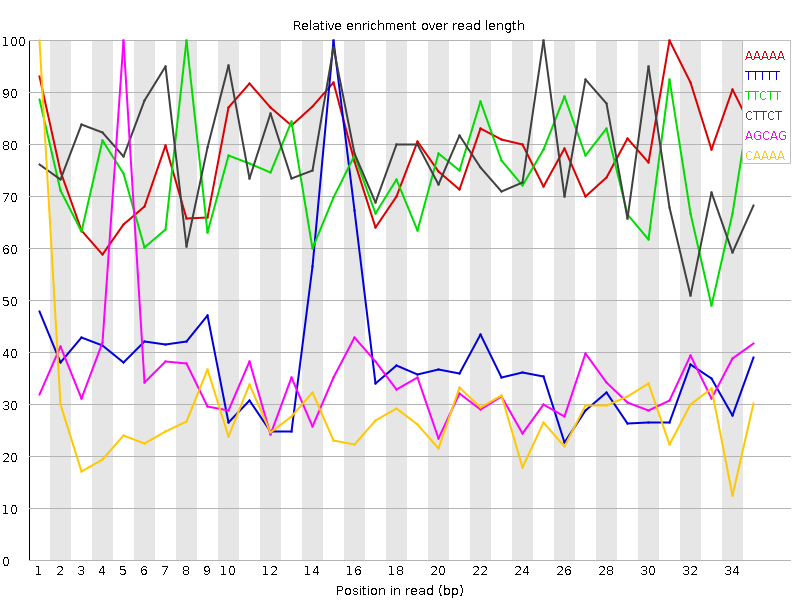 Relative enrichment over read length
100
90
80
70
60
50
40
30
20
10
0
AAAAA
TTTTT
TTCTT
CTTCT
AGCAG
CAAAA
1 2 3 4 5 6 7 8 9 10 12 14 16 18 20 22 24 26 28 30 32 34
Position in read (bp)